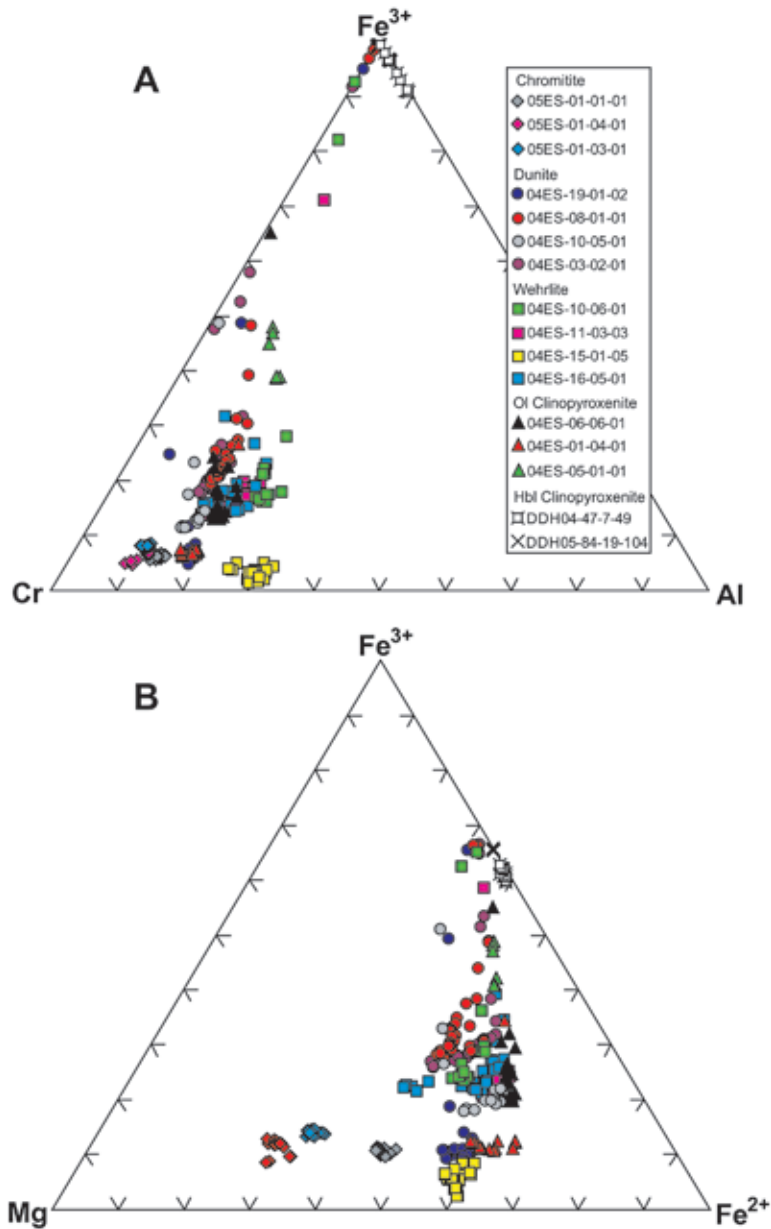 Fe3+
A
Chromitite
05ES-01-01-01
05ES-01-04-01
05ES-01-03-01
Dunite
04ES-19-01-02
04ES-08-01-01
04ES-10-05-01
04ES-03-02-01
Wehrlite
04ES-10-06-01
04ES-11-03-03
04ES-15-01-05
04ES-16-05-01
Ol Clinopyroxenite
04ES-06-06-01
04ES-01-04-01
04ES-05-01-01
Hbl Clinopyroxenite
DDH04-47-7-49
DDH05-84-19-104
Cr
Al
Fe3+
B
Mg
Fe2+